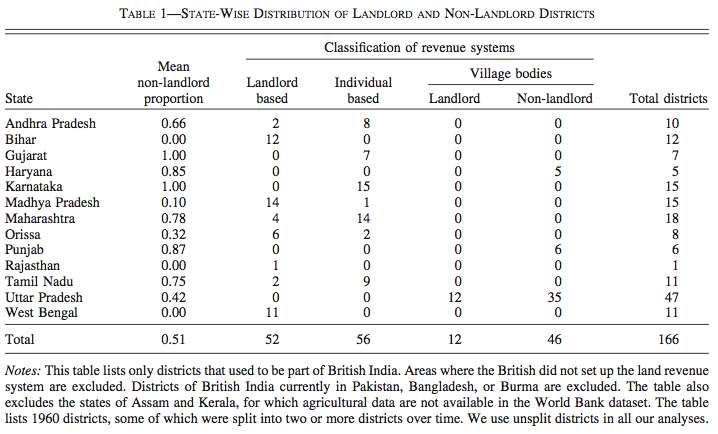 TABLE 1—STATE-WISE DISTRIBUTION OF LANDLORD AND NON-LANDLORD DISTRICTS
Classification of revenue systems
Mean non-landlord proportion Landlord based Individual based Village bodies
State Landlord Non-landlord Total districts
Andhra Pradesh 0.66 2 8 0 0 10
Bihar 0.00 12 0 0 0 12
Gujarat 1.00 0 7 0 0 7
Haryana 0.85 0 0 0 5 5
Karnataka 1.00 0 15 0 0 15
Madhya Pradesh 0.10 14 1 0 0 15
Maharashtra 0.78 4 14 0 0 18
Orissa 0.32 6 2 0 0 8
Punjab 0.87 0 0 0 6 6
Rajasthan 0.00 1 0 0 0 1
Tamil Nadu 0.75 2 9 0 0 11
Uttar Pradesh 0.42 0 0 12 35 47
West Bengal 0.00 11 0 0 0 11
Total 0.51 52 56 12 46 166
Notes: This table lists only districts that used to be part of British India. Areas where the British did not set up the land revenue
system are excluded. Districts of British India currently in Pakistan, Bangladesh, or Burma are excluded. The table also
excludes the states of Assam and Kerala, for which agricultural data are not available in the World Bank dataset. The table
lists 1960 districts, some of which were split into two or more districts over time. We use unsplit districts in all our analyses.